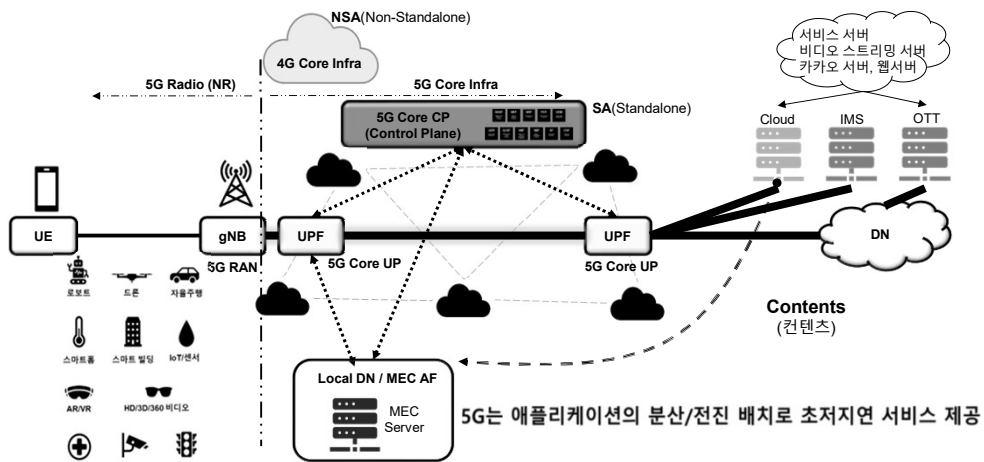 NSA(Non-Standalone)
4G Core Infra
서비스 서버
비디오 스트리밍 서버
카카오 서버, 웹서버
5G Radio (NR)
5G Core Infra
SA(Standalone)
5G Core CP
(Control Plane)
Cloud
IMS
OTT
UE
gNB
UPF
UPF
DN
5G RAN
5G Core UP
5G Core UP
로보트
드론
자율주행
Contents
(컨텐츠)
스마트홈
스마트 빌딩
IoT/센서
Local DN / MEC AF
AR/VR
HD/3D/360 비디오
MEC
Server
5G는 애플리케이션의 분산/전진 배치로 초저지연 서비스 제공